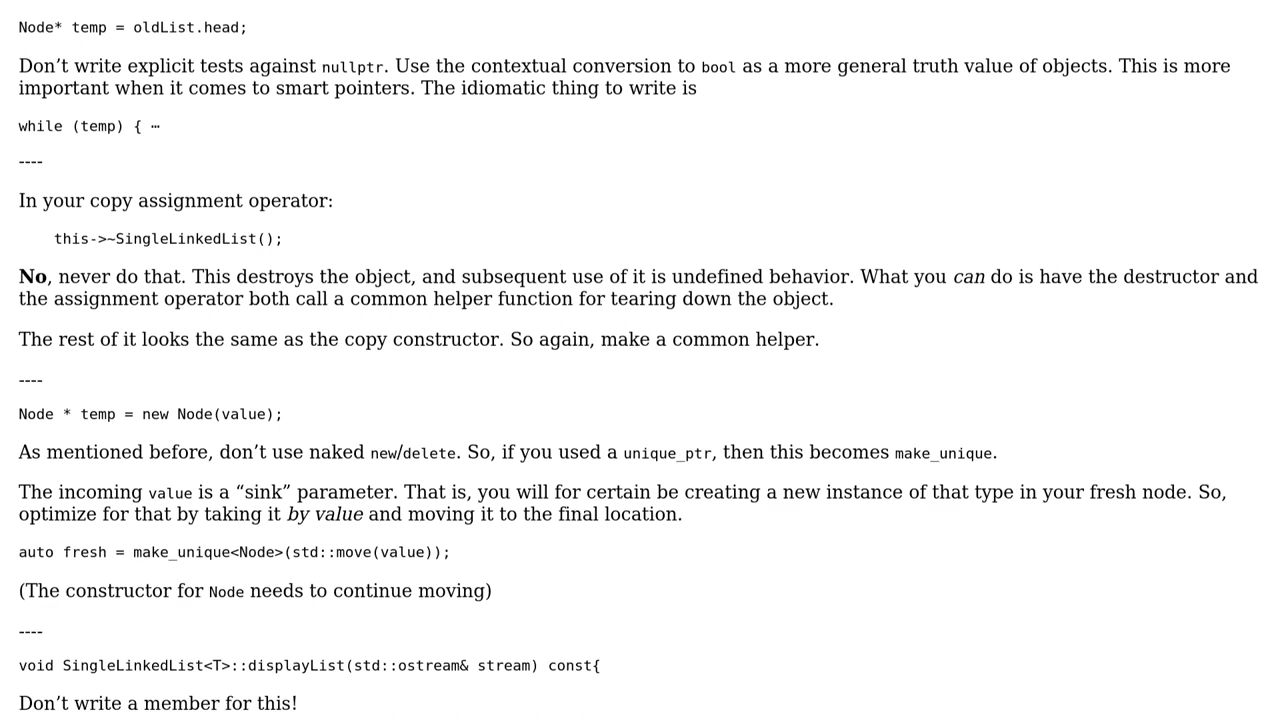 Node* temp = oldList.head;
Don’t write explicit tests against nullptr. Use the contextual conversion to bool as a more general truth value of objects. This is more
important when it comes to smart pointers. The idiomatic thing to write is
while (temp) { ⋯
----
In your copy assignment operator:
this->~SingleLinkedList();
No, never do that. This destroys the object, and subsequent use of it is undefined behavior. What you can do is have the destructor and
the assignment operator both call a common helper function for tearing down the object.
The rest of it looks the same as the copy constructor. So again, make a common helper.
----
Node * temp = new Node(value);
As mentioned before, don’t use naked new/delete. So, if you used a unique_ptr, then this becomes make_unique.
The incoming value is a “sink” parameter. That is, you will for certain be creating a new instance of that type in your fresh node. So,
optimize for that by taking it by value and moving it to the final location.
auto fresh = make_unique<Node>(std::move(value));
(The constructor for Node needs to continue moving)
----
void SingleLinkedList<T>::displayList(std::ostream& stream) const{
Don’t write a member for this!